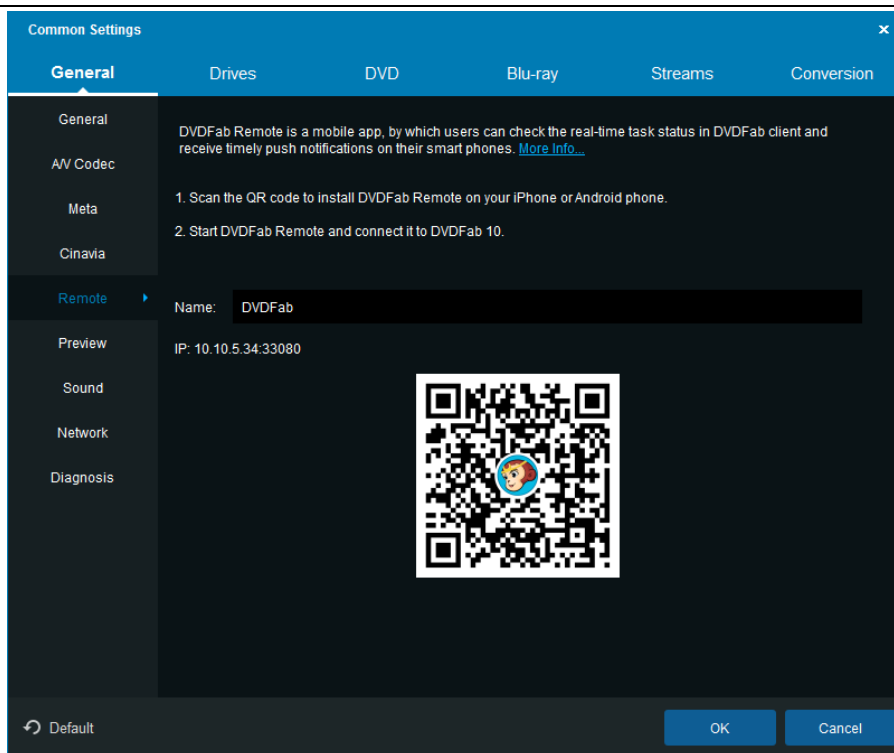 Common Settings
General Drives DVD Blu-ray Streams Conversion
General
A/V Codec
Meta
Cinavia
Remote
Preview
Sound
Network
Diagnosis
DVDFab Remote is a mobile app, by which users can check the real-time task status in DVDFab client and
receive timely push notifications on their smart phones. More Info...
1. Scan the QR code to install DVDFab Remote on your iPhone or Android phone.
2. Start DVDFab Remote and connect it to DVDFab 10.
Name: DVDFab
IP: 10.10.5.34:33080
Default
OK
Cancel